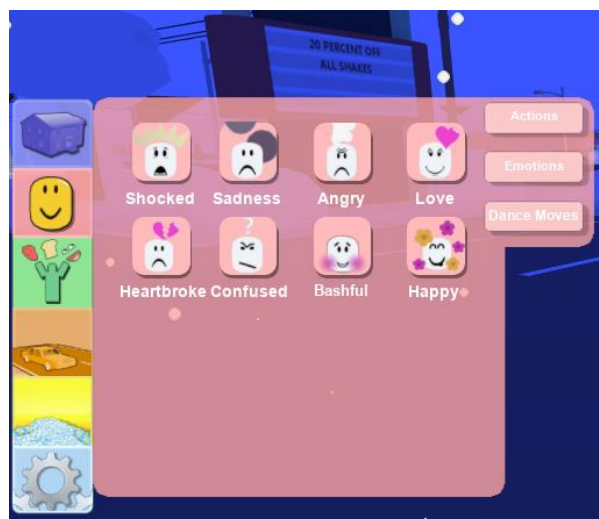 20 PERCENT OFF
ALL SHAKES
Actions
Shocked Sadness Angry Love
Emotions
Dance Moves
Heartbroke Confused Bashful Happy
?